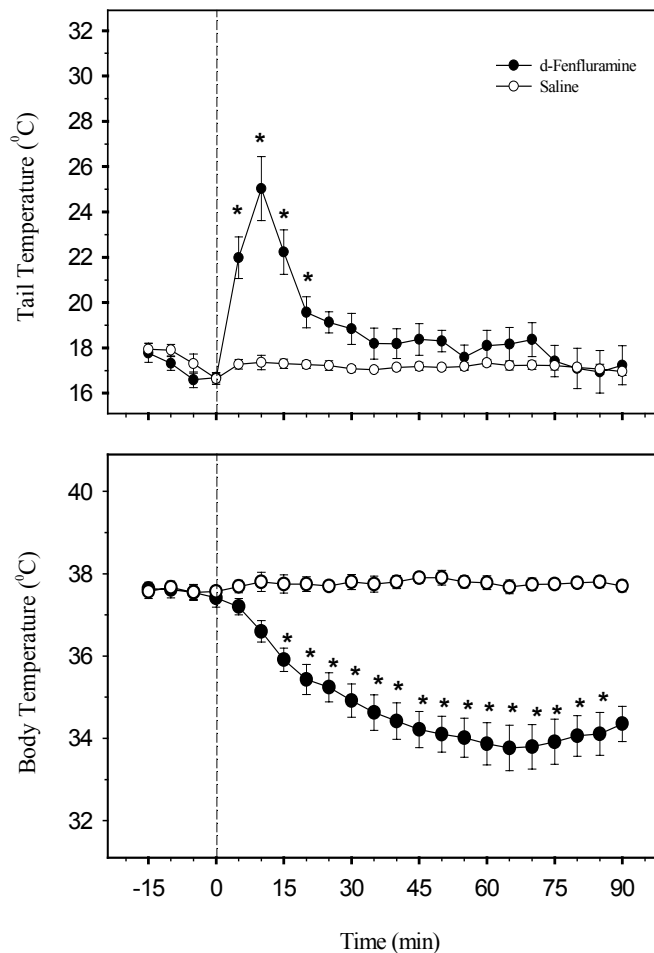 32
30
28
26
24
22
20
18
16
Tail Temperature (⁰C)
d-Fenfluramine
Saline
*
*
*
*
40
38
36
34
32
Body Temperature (⁰C)
* * * * * * * * * * * * * * *
-15 0 15 30 45 60 75 90
Time (min)